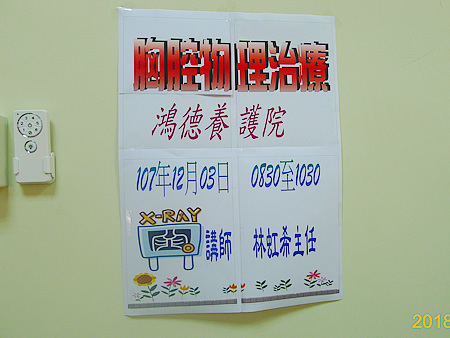 胸腔物理治療
鴻德養護院
107年12月03日 0830至1030
X-RAY
講師 林虹希主任
2018